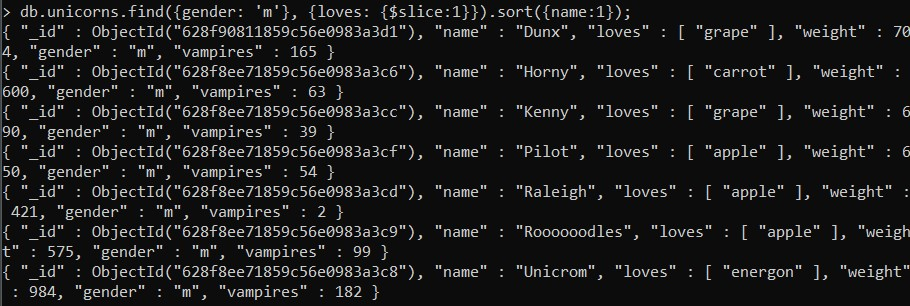 > db.unicorns.find({gender: 'm'}, {loves: {$slice:1}}).sort({name:1});
{ "_id" : ObjectId("628f90811859c56e0983a3d1"), "name" : "Dunx", "loves" : [ "grape" ], "weight" : 70
4, "gender" : "m", "vampires" : 165 }
{ "_id" : ObjectId("628f8ee71859c56e0983a3c6"), "name" : "Horny", "loves" : [ "carrot" ], "weight" :
600, "gender" : "m", "vampires" : 63 }
{ "_id" : ObjectId("628f8ee71859c56e0983a3cc"), "name" : "Kenny", "loves" : [ "grape" ], "weight" : 6
90, "gender" : "m", "vampires" : 39 }
{ "_id" : ObjectId("628f8ee71859c56e0983a3cf"), "name" : "Pilot", "loves" : [ "apple" ], "weight" : 6
50, "gender" : "m", "vampires" : 54 }
{ "_id" : ObjectId("628f8ee71859c56e0983a3cd"), "name" : "Raleigh", "loves" : [ "apple" ], "weight" :
 421, "gender" : "m", "vampires" : 2 }
{ "_id" : ObjectId("628f8ee71859c56e0983a3c9"), "name" : "Roooooodles", "loves" : [ "apple" ], "weigh
t" : 575, "gender" : "m", "vampires" : 99 }
{ "_id" : ObjectId("628f8ee71859c56e0983a3c8"), "name" : "Unicrom", "loves" : [ "energon" ], "weight"
 : 984, "gender" : "m", "vampires" : 182 }